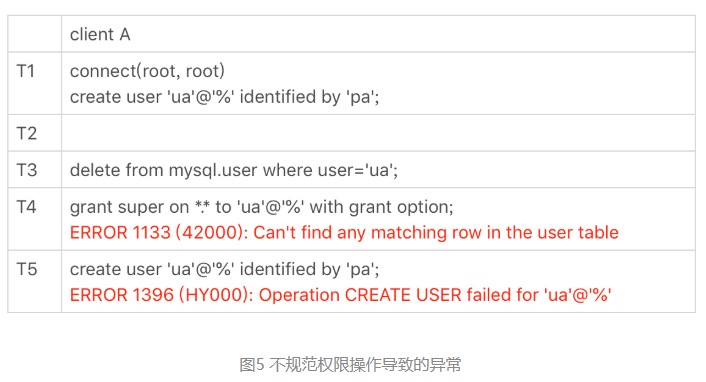 client A
T1
connect(root, root)
create user 'ua'@'%' identified by 'pa';
T2
T3
delete from mysql.user where user='ua';
T4
grant super on *.* to 'ua'@'%' with grant option;
ERROR 1133 (42000): Can't find any matching row in the user table
T5
create user 'ua'@'%' identified by 'pa';
ERROR 1396 (HY000): Operation CREATE USER failed for 'ua'@'%'
图5 不规范权限操作导致的异常